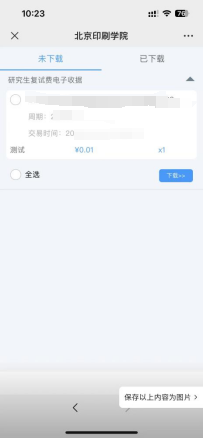 10:23
76
北京印刷学院
未下载
已下载
研究生复试费电子收据
周期：2
交易时间：20
测试 ¥0.01 x1
全选 下载>>
保存以上内容为图片 >